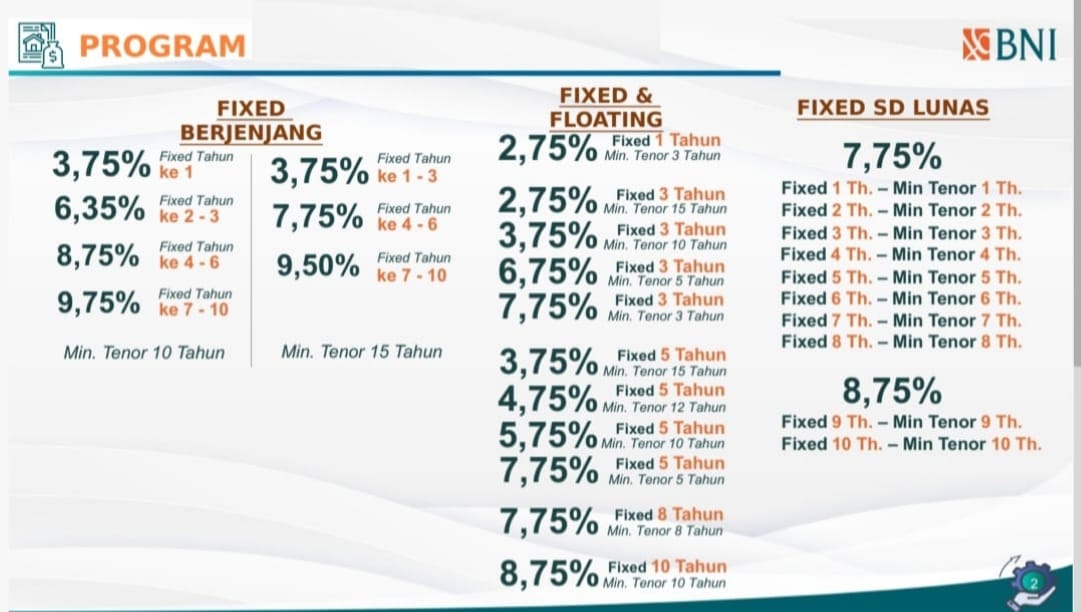 PROGRAM
BNI
FIXED
BERJENJANG
3,75% Fixed Tahun
ke 1
6,35% Fixed Tahun
ke 2 - 3
8,75% Fixed Tahun
ke 4 - 6
9,75% Fixed Tahun
ke 7 - 10
Min. Tenor 10 Tahun
3,75% Fixed Tahun
ke 1 - 3
7,75% Fixed Tahun
ke 4 - 6
9,50% Fixed Tahun
ke 7 - 10
Min. Tenor 15 Tahun
FIXED &
FLOATING
2,75% Fixed 1 Tahun
Min. Tenor 3 Tahun
2,75% Fixed 3 Tahun
Min. Tenor 15 Tahun
3,75% Fixed 3 Tahun
Min. Tenor 10 Tahun
6,75% Fixed 3 Tahun
Min. Tenor 5 Tahun
7,75% Fixed 3 Tahun
Min. Tenor 3 Tahun
3,75% Fixed 5 Tahun
Min. Tenor 15 Tahun
4,75% Fixed 5 Tahun
Min. Tenor 12 Tahun
5,75% Fixed 5 Tahun
Min. Tenor 10 Tahun
7,75% Fixed 5 Tahun
Min. Tenor 5 Tahun
7,75% Fixed 8 Tahun
Min. Tenor 8 Tahun
8,75% Fixed 10 Tahun
Min. Tenor 10 Tahun
FIXED SD LUNAS
7,75%
Fixed 1 Th. – Min Tenor 1 Th.
Fixed 2 Th. – Min Tenor 2 Th.
Fixed 3 Th. – Min Tenor 3 Th.
Fixed 4 Th. – Min Tenor 4 Th.
Fixed 5 Th. – Min Tenor 5 Th.
Fixed 6 Th. – Min Tenor 6 Th.
Fixed 7 Th. – Min Tenor 7 Th.
Fixed 8 Th. – Min Tenor 8 Th.
8,75%
Fixed 9 Th. – Min Tenor 9 Th.
Fixed 10 Th. – Min Tenor 10 Th.
2